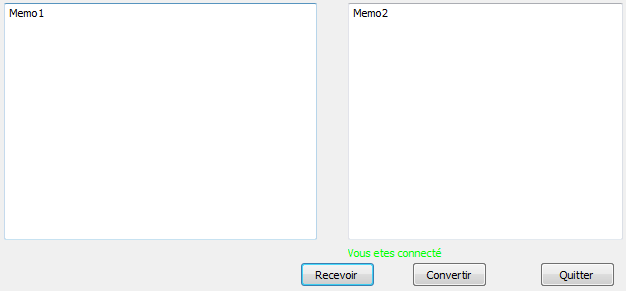 Memo1
Memo2
Vous etes connecté
Recevoir
Convertir
Quitter